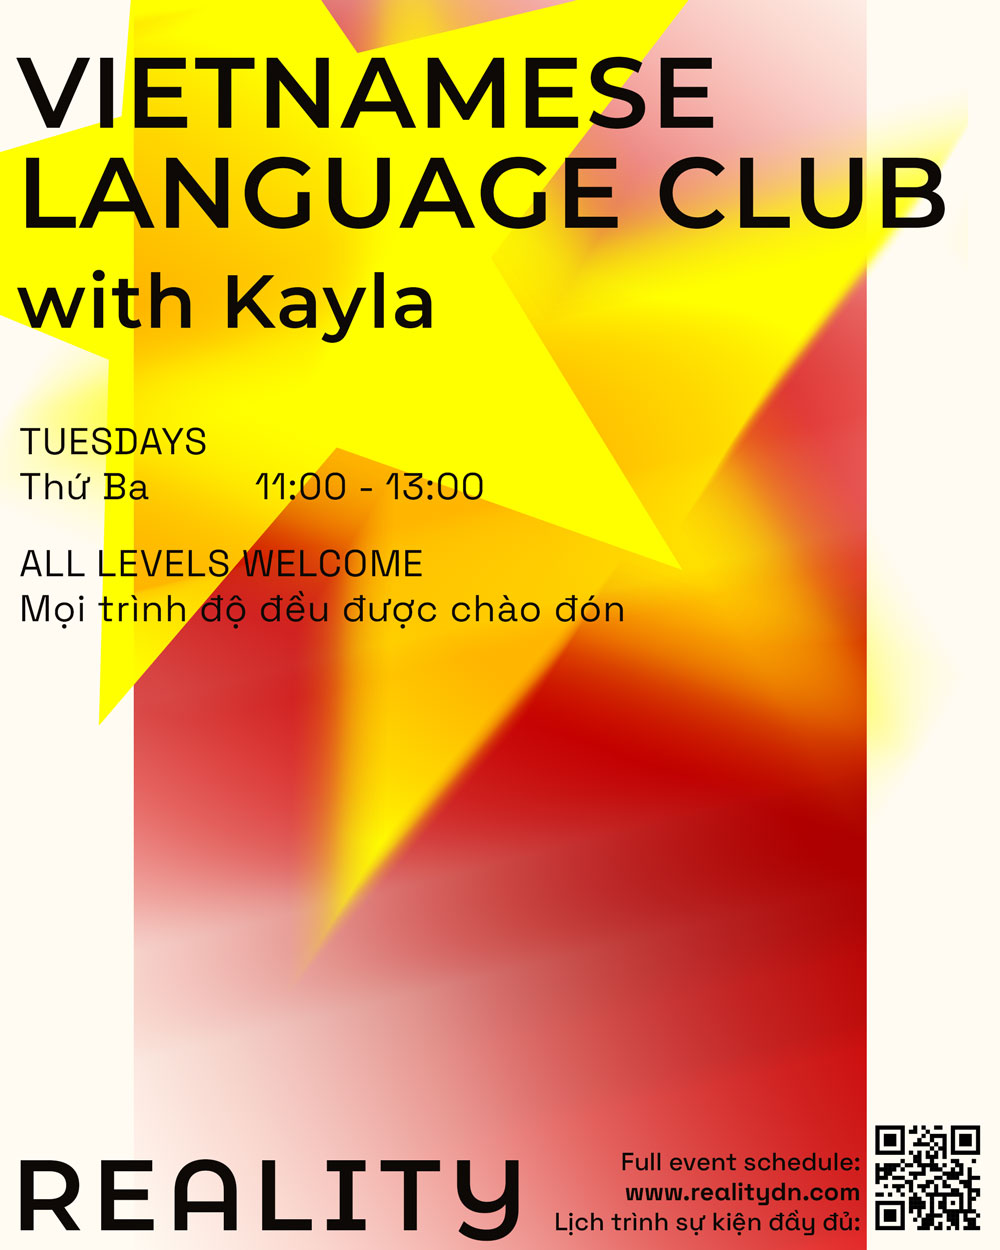 VIETNAMESE
LANGUAGE CLUB
with Kayla
TUESDAYS
Thứ Ba 11:00 - 13:00
ALL LEVELS WELCOME
Mọi trình độ đều được chào đón
REALITY
Full event schedule:
www.realitydn.com
Lịch trình sự kiện đầy đủ: